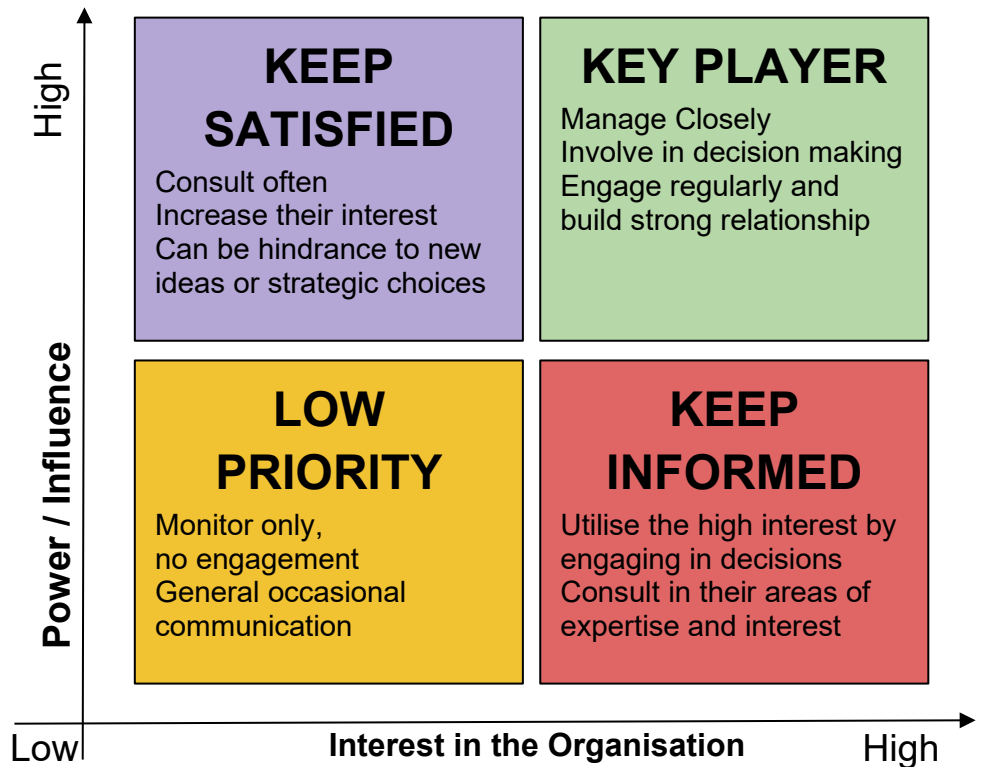 High
Power / Influence
KEEP
SATISFIED
Consult often
Increase their interest
Can be hindrance to new
ideas or strategic choices
KEY PLAYER
Manage Closely
Involve in decision making
Engage regularly and
build strong relationship
LOW
PRIORITY
Monitor only,
no engagement
General occasional
communication
KEEP
INFORMED
Utilise the high interest by
engaging in decisions
Consult in their areas of
expertise and interest
Low
Interest in the Organisation
High